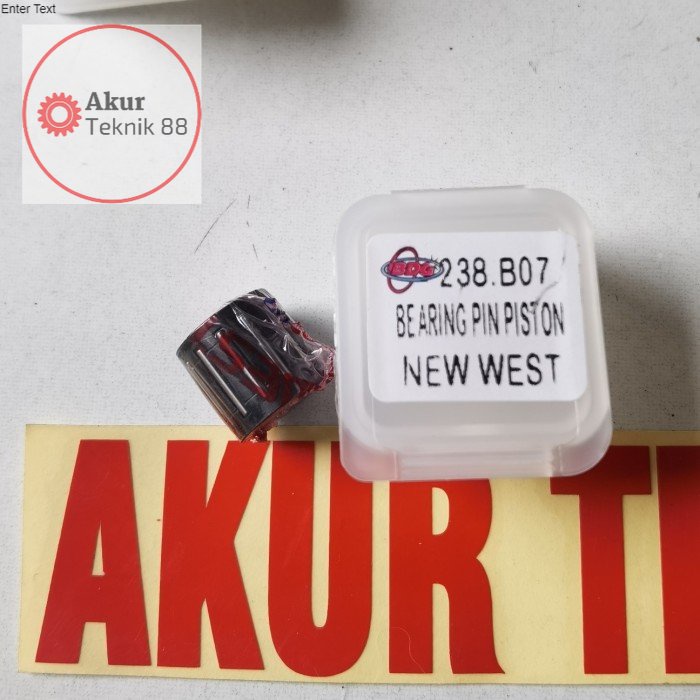 Enter Text
Akur
Teknik 88
BDG 238.B07
BEARING PIN PISTON
NEW WEST
AKUR TE